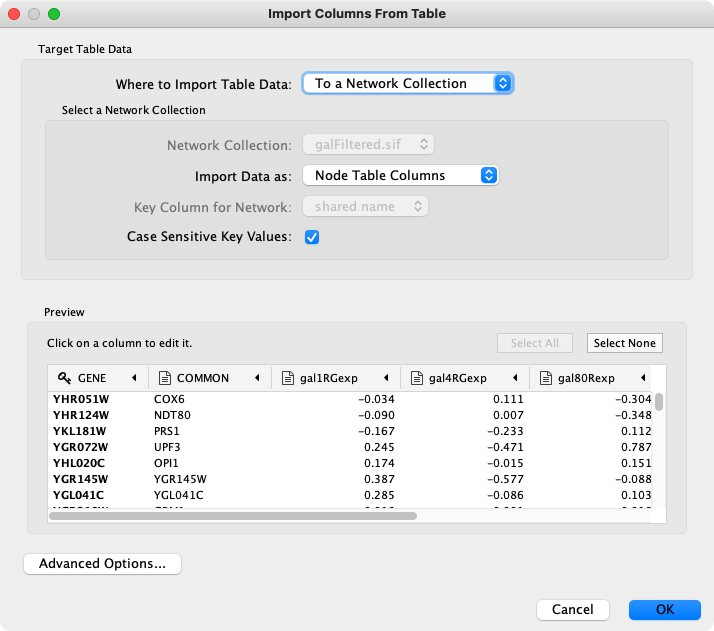 Import Columns From Table
Target Table Data
Where to Import Table Data: To a Network Collection
Select a Network Collection
Network Collection: galFiltered.sif
Import Data as: Node Table Columns
Key Column for Network: shared name
Case Sensitive Key Values:
Preview
Click on a column to edit it. Select All Select None
GENE COMMON gal1RGexp gal4RGexp gal80Rexp
YHR051W COX6 -0.034 0.111 -0.304
YHR124W NDT80 -0.090 0.007 -0.348
YKL181W PRS1 -0.167 -0.233 0.112
YGR072W UPF3 0.245 -0.471 0.787
YHL020C OPI1 0.174 -0.015 0.151
YGR145W YGR145W 0.387 -0.577 -0.088
YGL041C YGL041C 0.285 -0.086 0.103
Advanced Options...
Cancel OK